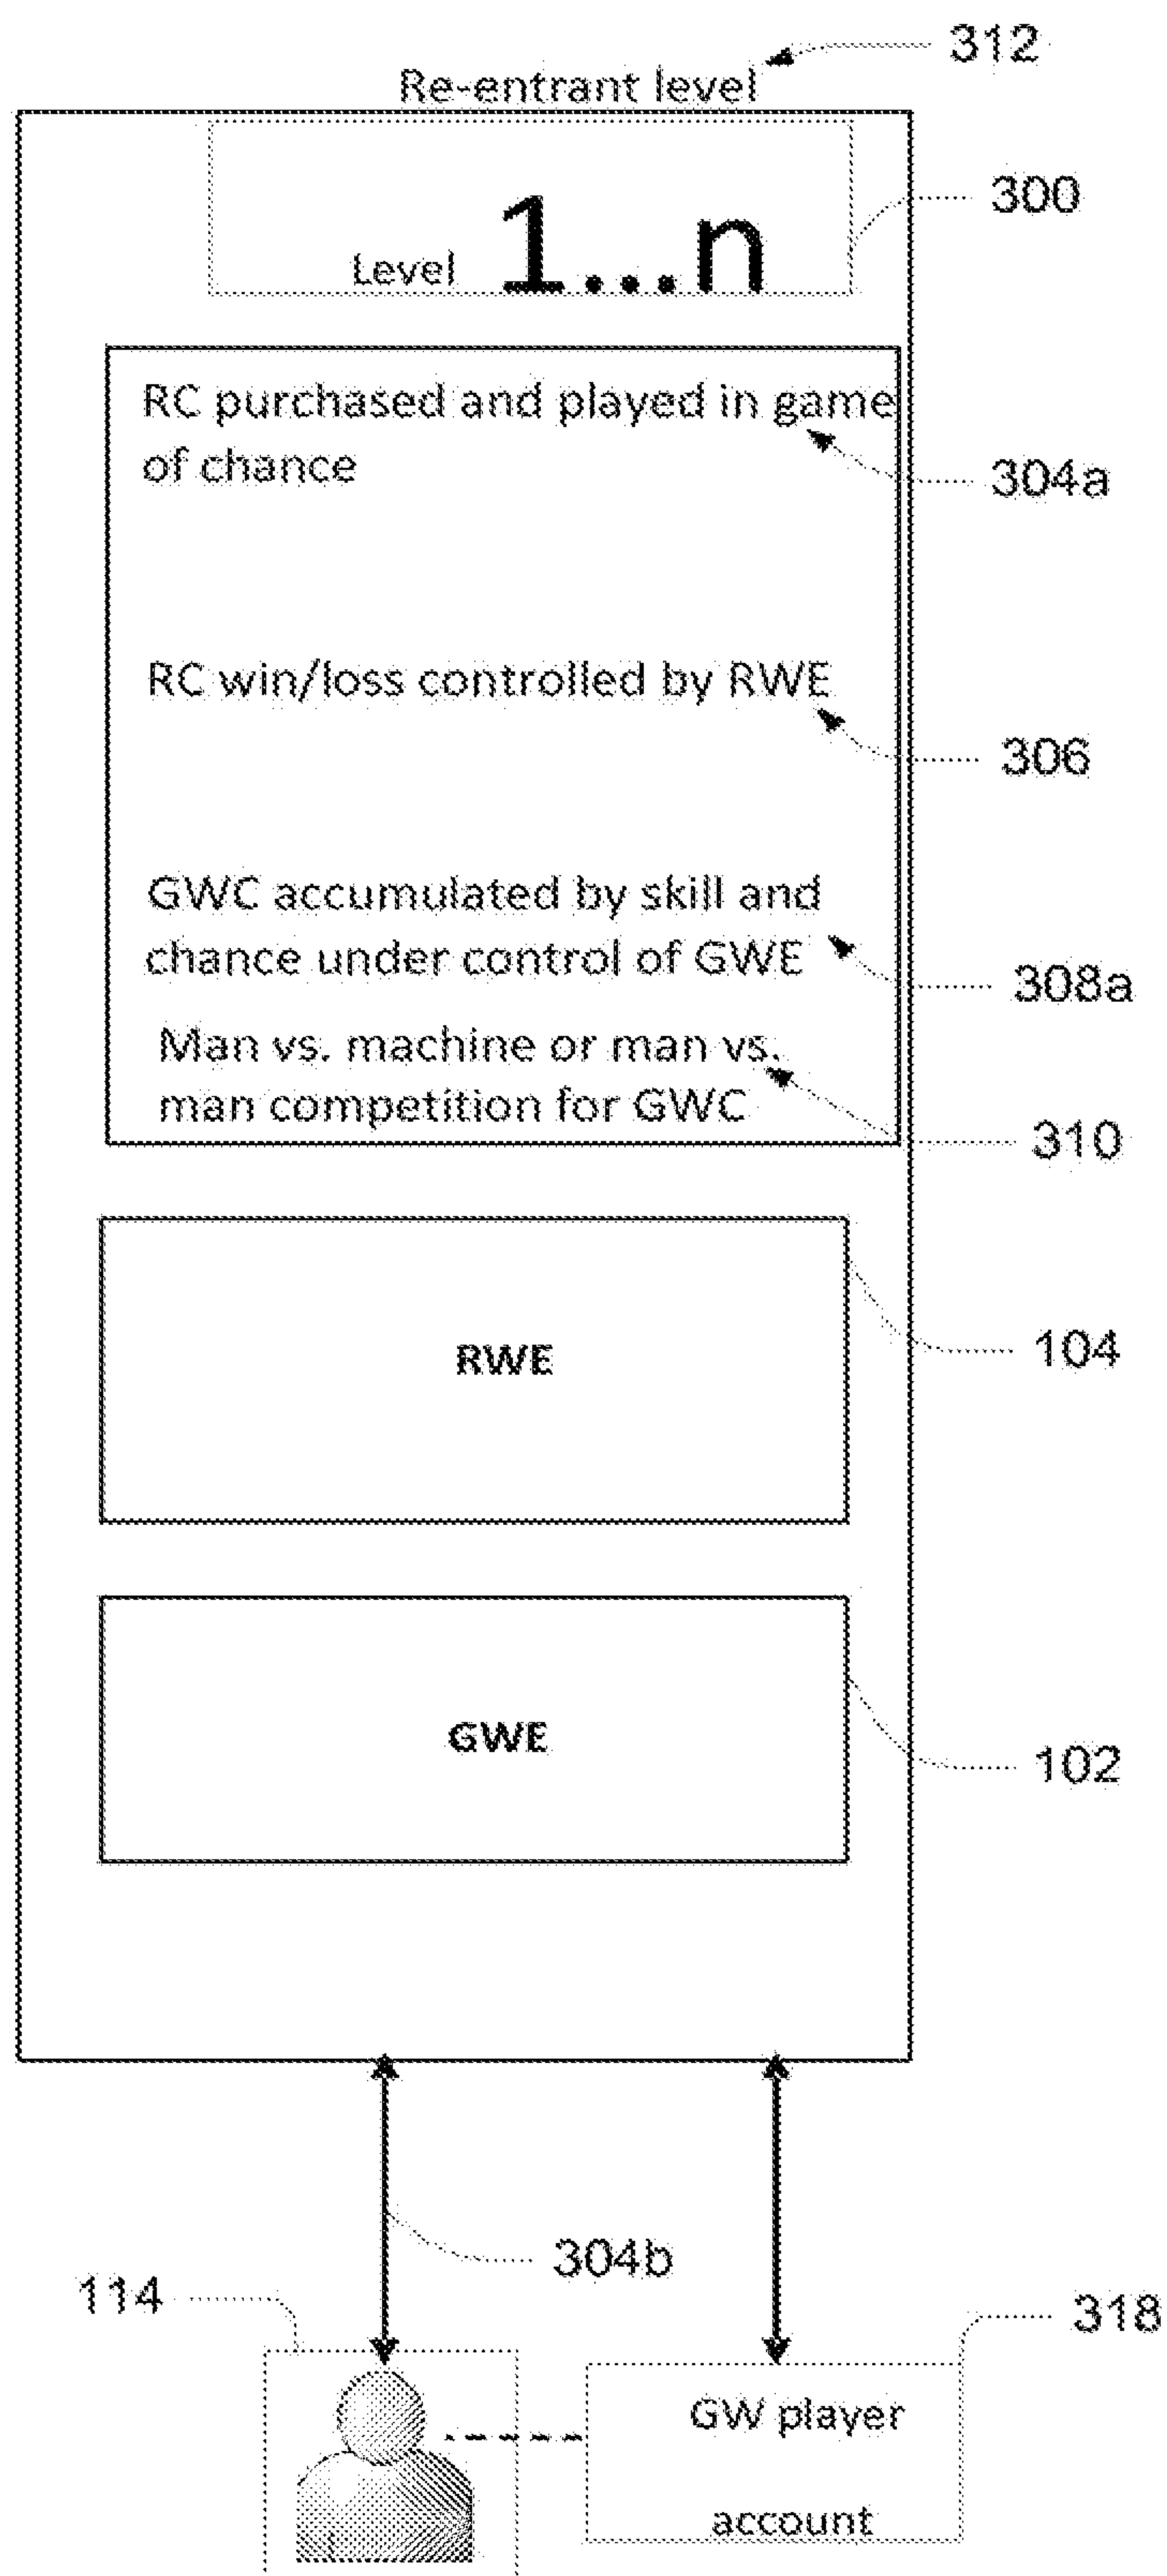 312
Re-entrant level
300
Level 1...n
RC purchased and played in game
of chance
304a
RC win/loss controlled by RWE
306
GWC accumulated by skill and
chance under control of GWE
308a
Man vs. machine or man vs.
man competition for GWC
310
RWE
104
GWE
102
304b
114
318
GW player
account